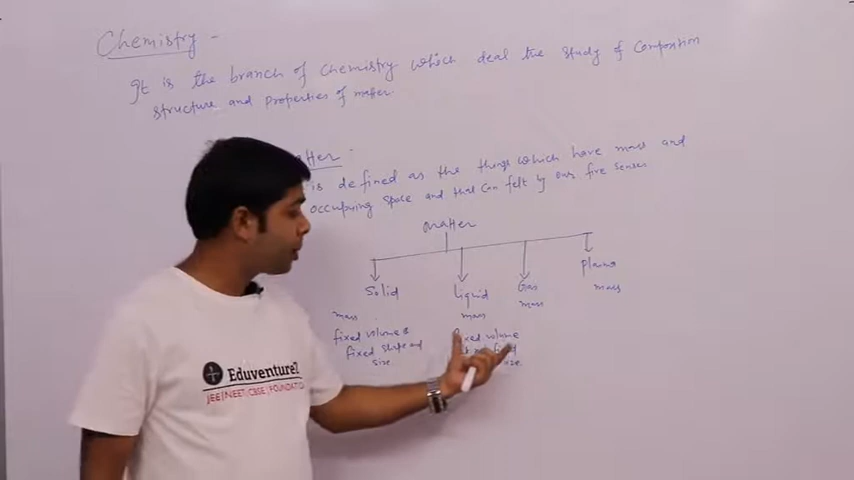 Chemistry -
It is the branch of Chemistry which deal the study of Composition
structure and properties of matter.
matter -
is defined as the things which have mass and
occupying space and that Can felt by our five senses
matter
Solid
Liquid
Gas
mass
mass
mass
mass
fixed volume &
fixed volume
fixed shape and
fixed
size
size.
Eduventure
JEE|NEET|CBSE|FOUNDATION